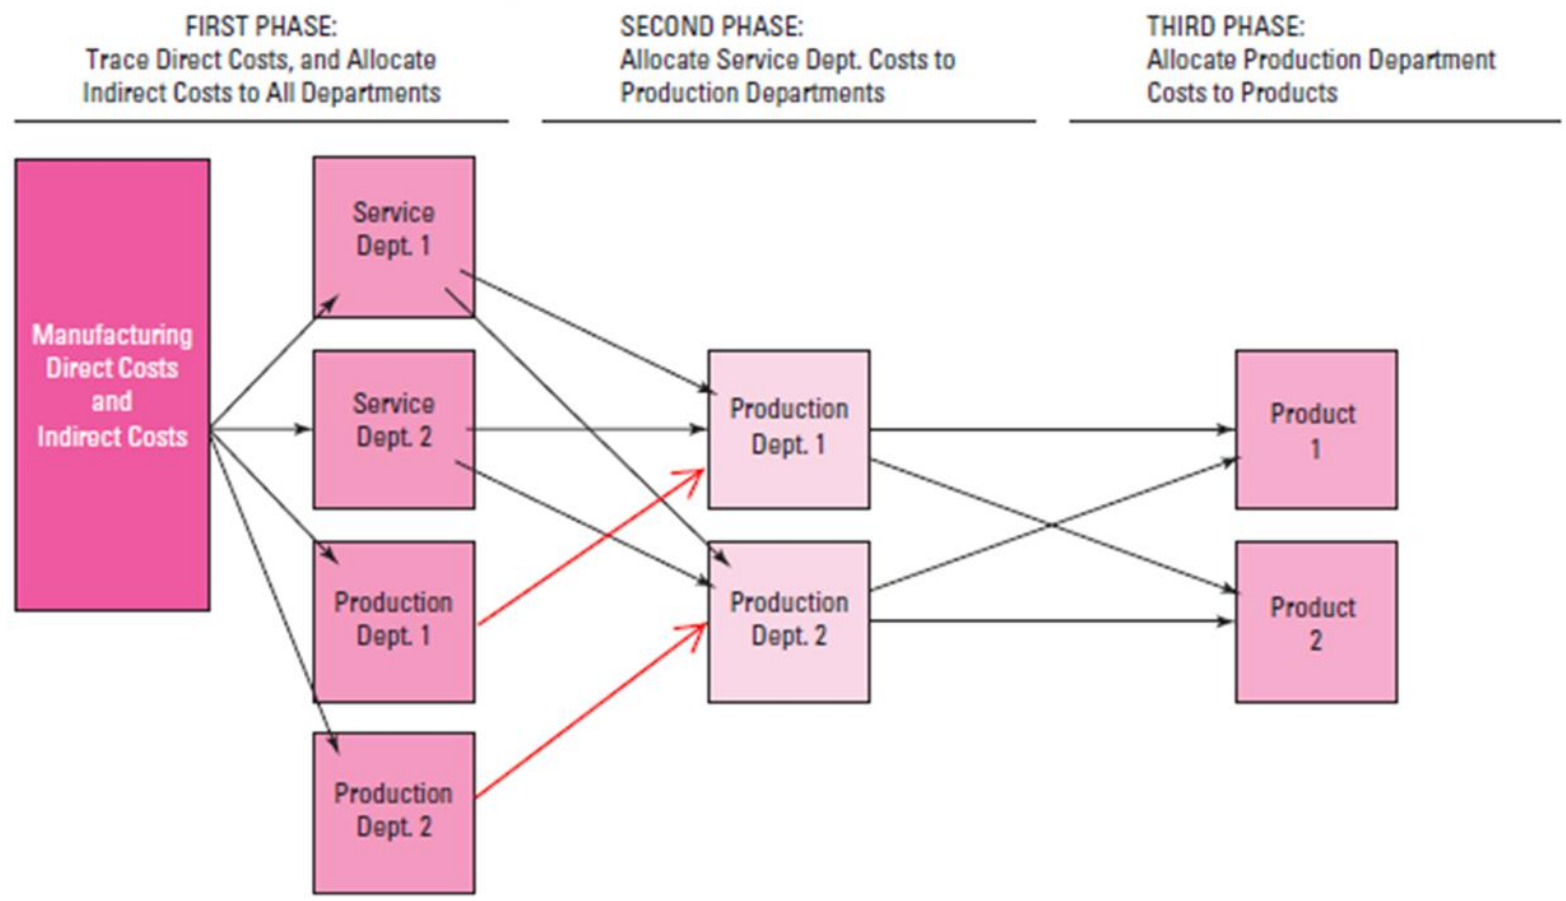 FIRST PHASE:
Trace Direct Costs, and Allocate
Indirect Costs to All Departments
SECOND PHASE:
Allocate Service Dept. Costs to
Production Departments
THIRD PHASE:
Allocate Production Department
Costs to Products
Manufacturing
Direct Costs
and
Indirect Costs
Service
Dept. 1
Service
Dept. 2
Production
Dept. 1
Production
Dept. 2
Production
Dept. 1
Production
Dept. 2
Product
1
Product
2